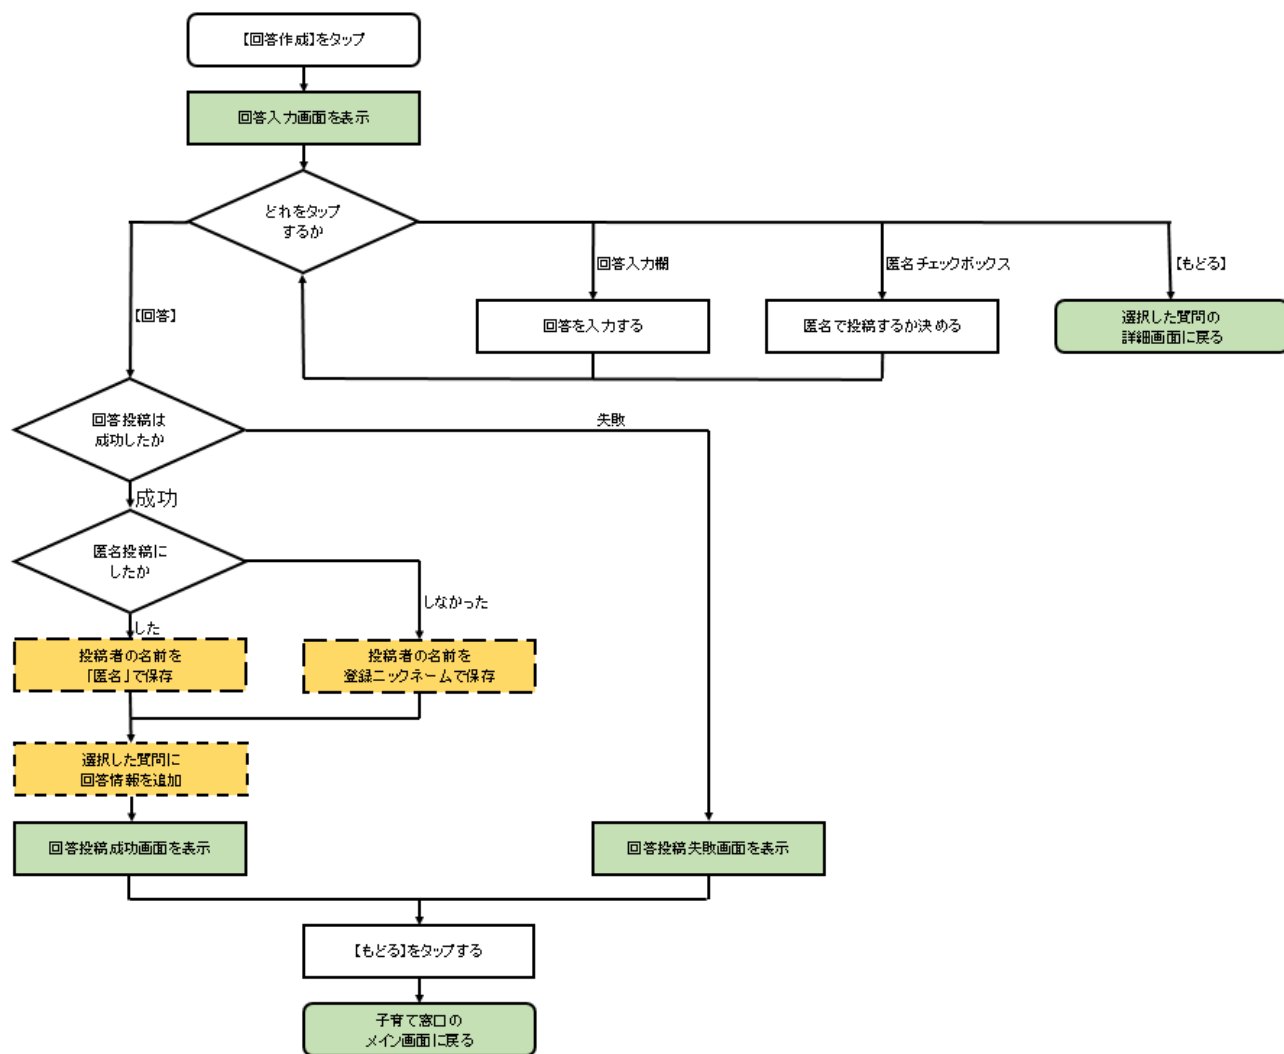 【回答作成】をタップ
回答入力画面を表示
どれをタップ
するか
回答入力欄
匿名チェックボックス
【もどる】
【回答】
回答を入力する
匿名で投稿するか決める
選択した質問の
詳細画面に戻る
回答投稿は
成功したか
失敗
成功
匿名投稿に
したか
しなかった
した
投稿者の名前を
「匿名」で保存
投稿者の名前を
登録ニックネームで保存
選択した質問に
回答情報を追加
回答投稿成功画面を表示
回答投稿失敗画面を表示
【もどる】をタップする
子育て窓口の
メイン画面に戻る